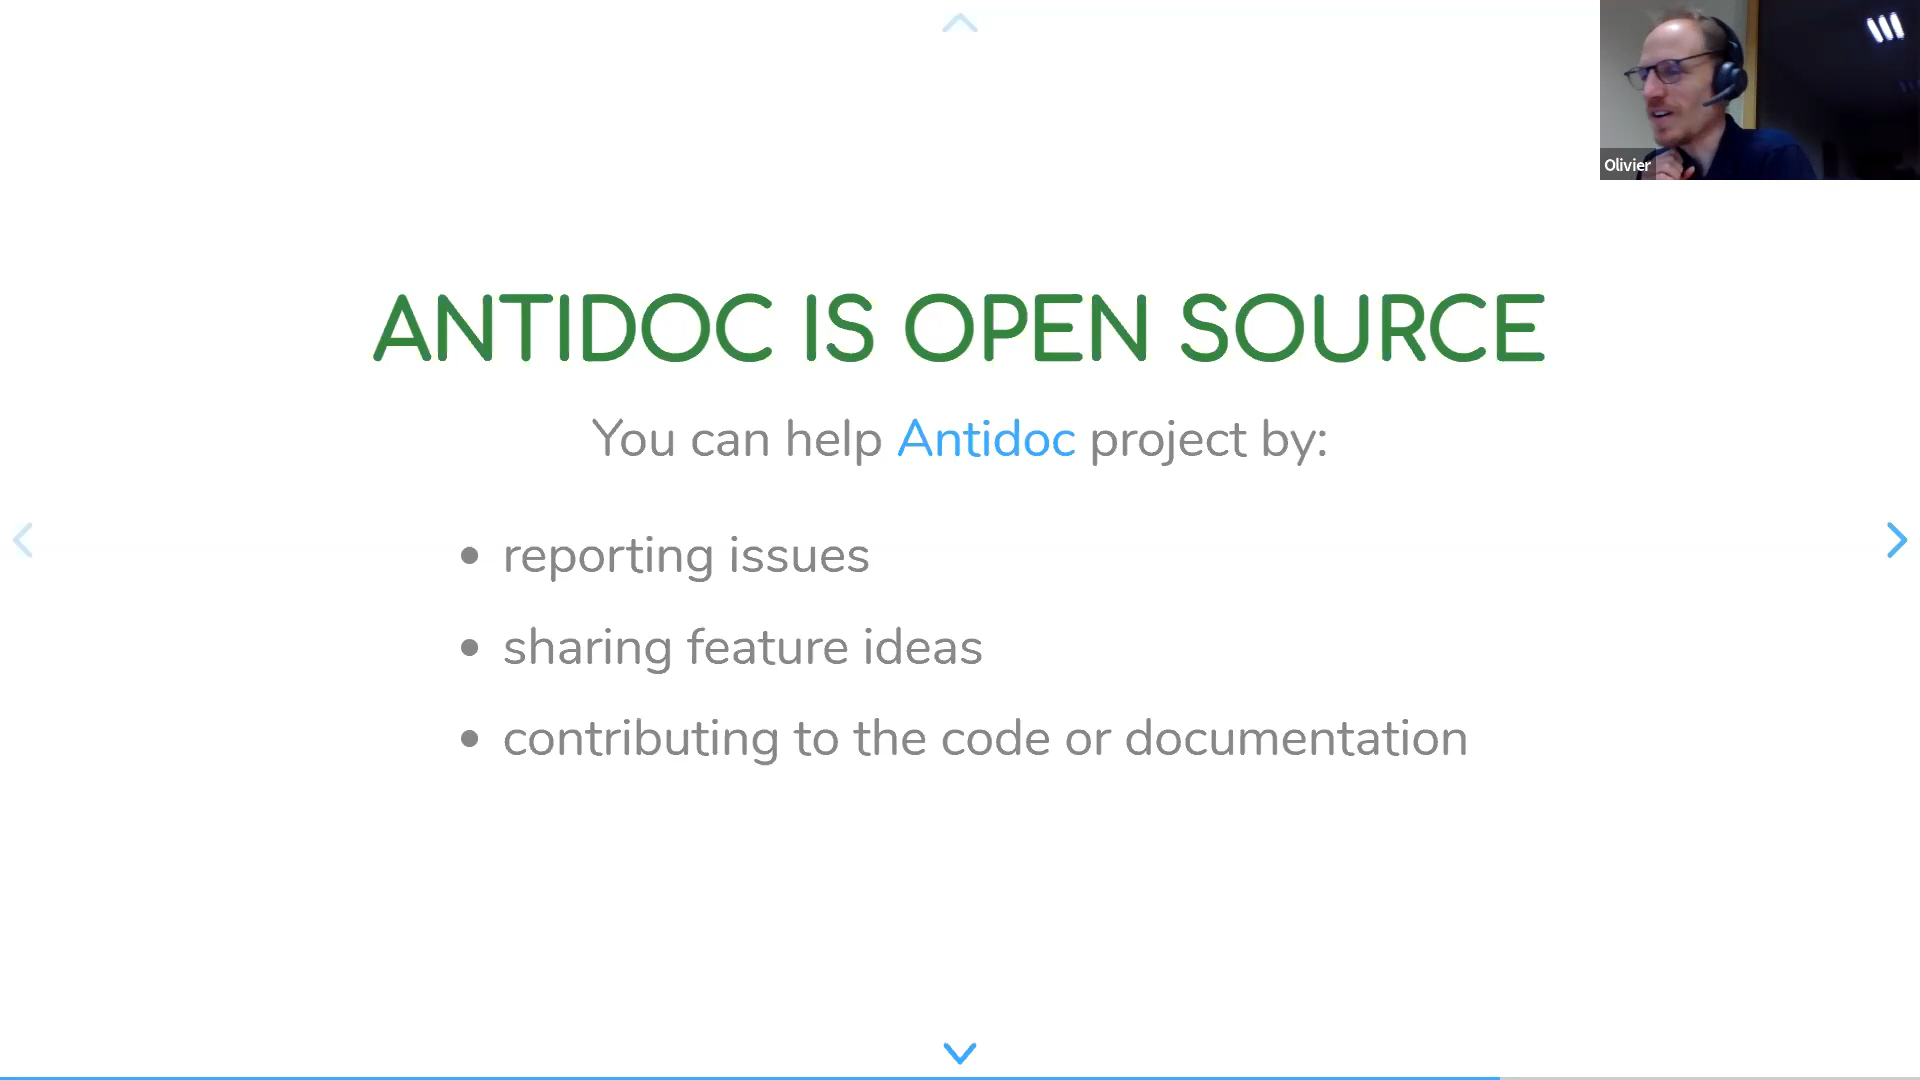 Olivier
ANTIDOC IS OPEN SOURCE
You can help Antidoc project by:
• reporting issues
• sharing feature ideas
• contributing to the code or documentation